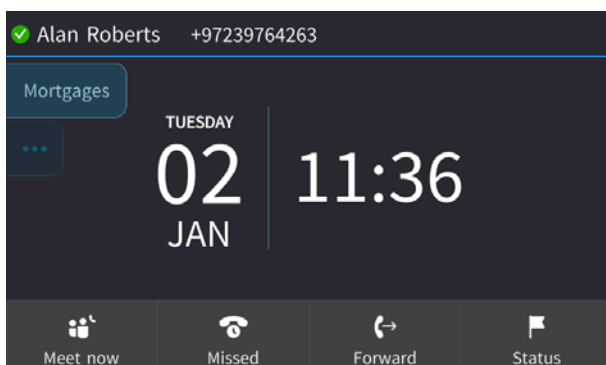 Alan Roberts +97239764263
Mortgages
•••
TUESDAY
02
JAN
11:36
Meet now Missed Forward Status